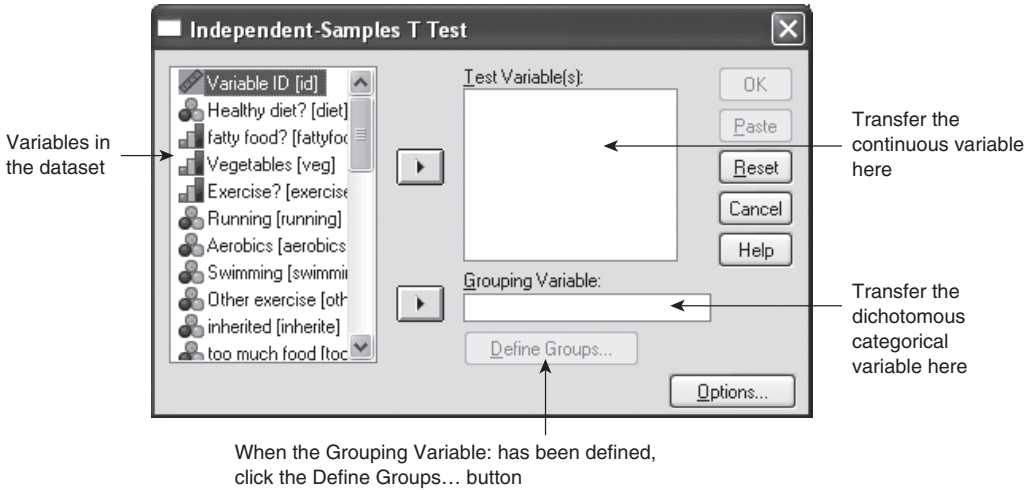 Independent-Samples T Test
Variable ID [id]
Healthy diet? [diet]
fatty food? [fattyfoo
Vegetables [veg]
Exercise? [exercise
Running [running]
Aerobics [aerobics
Swimming [swimmi
Other exercise [oth
inherited [inherite]
too much food [too
Test Variable(s):
Grouping Variable:
Define Groups...
OK
Paste
Reset
Cancel
Help
Options...
Variables in
the dataset
Transfer the
continuous variable
here
Transfer the
dichotomous
categorical
variable here
When the Grouping Variable: has been defined,
click the Define Groups… button